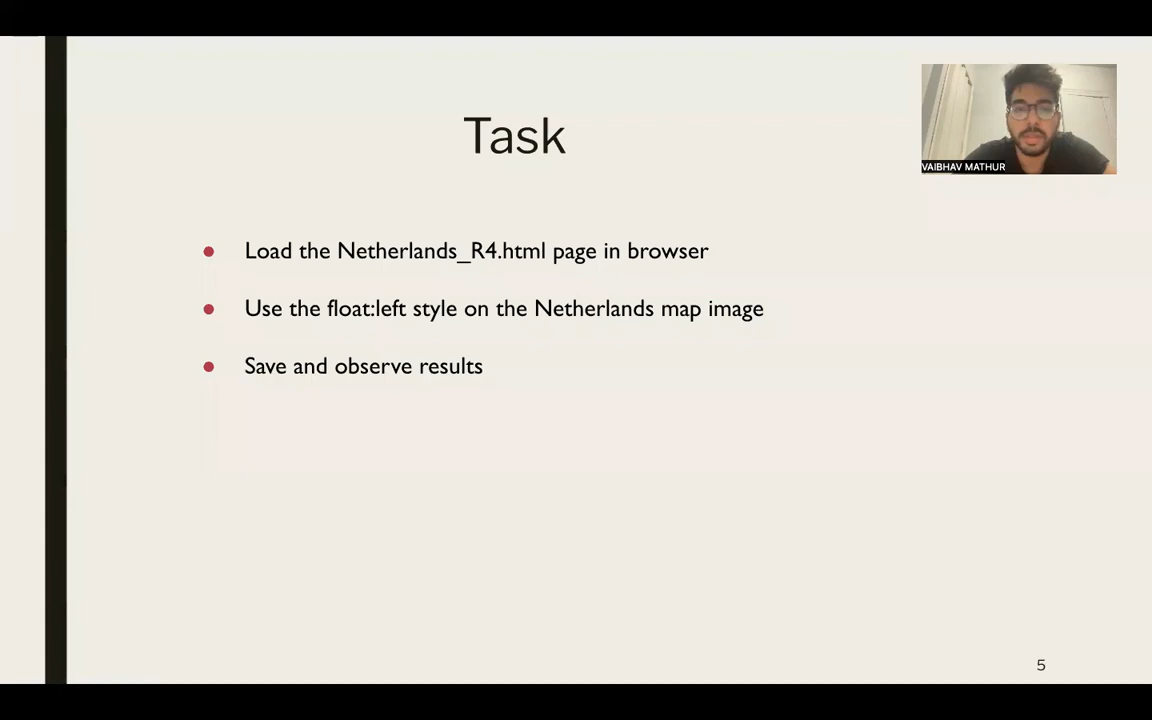 Task
VAIBHAV MATHUR
Load the Netherlands_R4.html page in browser
Use the float:left style on the Netherlands map image
Save and observe results
5